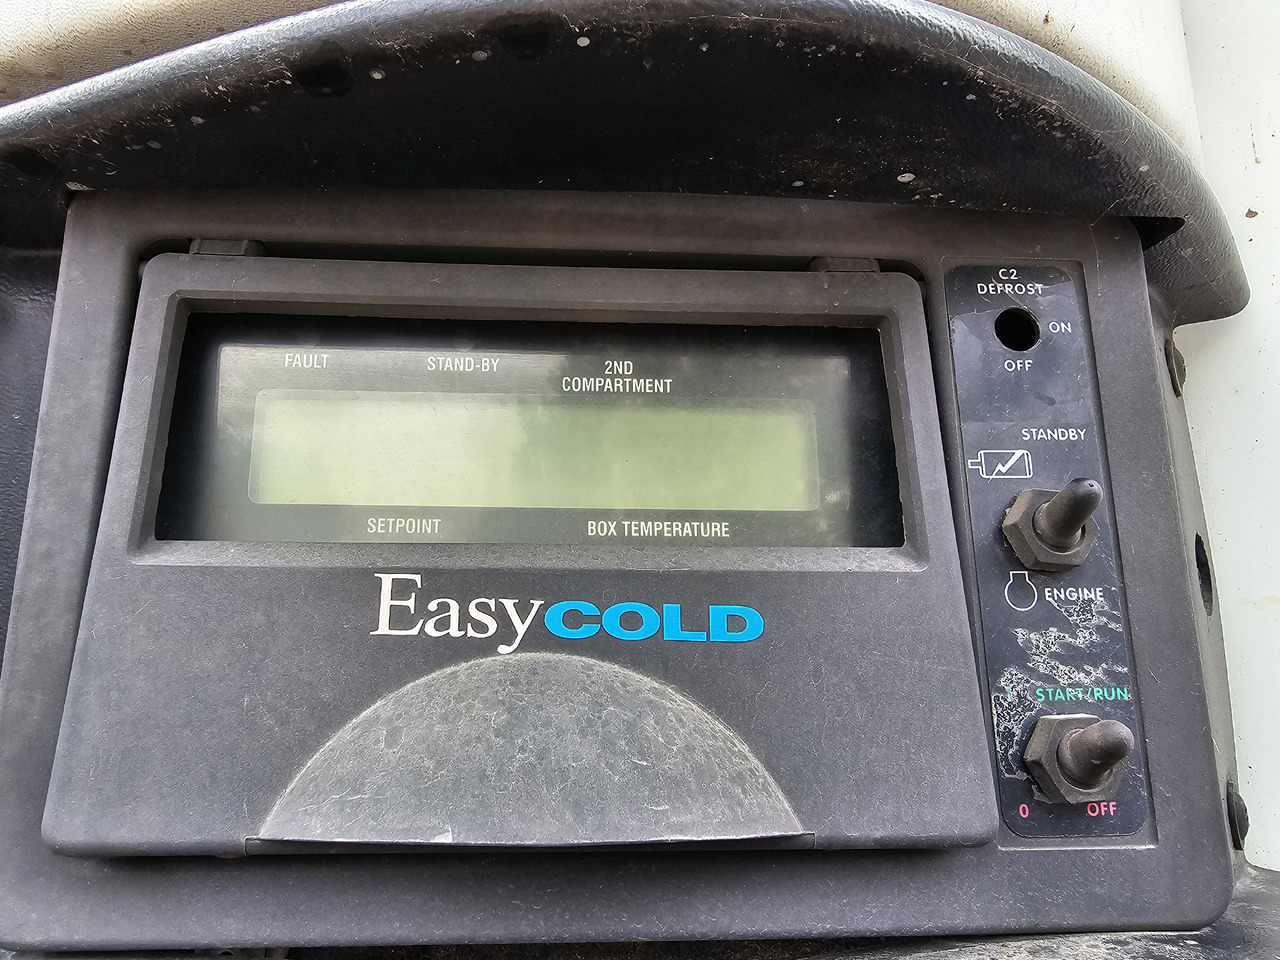 FAULT
STAND-BY
2ND
COMPARTMENT
SETPOINT
BOX TEMPERATURE
EasyCOLD
C2
DEFROST
ON
OFF
STANDBY
ENGINE
START/RUN
0 OFF